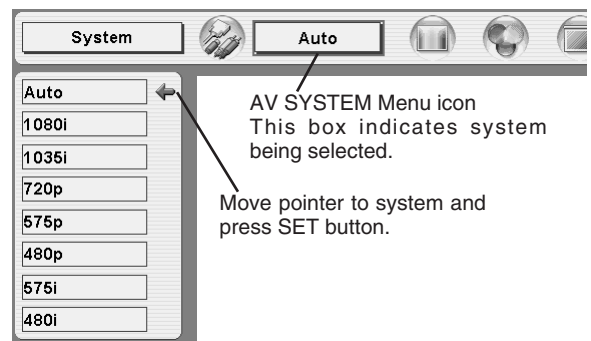 System
Auto
Auto
1080i
1035i
720p
575p
480p
575i
480i
AV SYSTEM Menu icon
This box indicates system
being selected.
Move pointer to system and
press SET button.